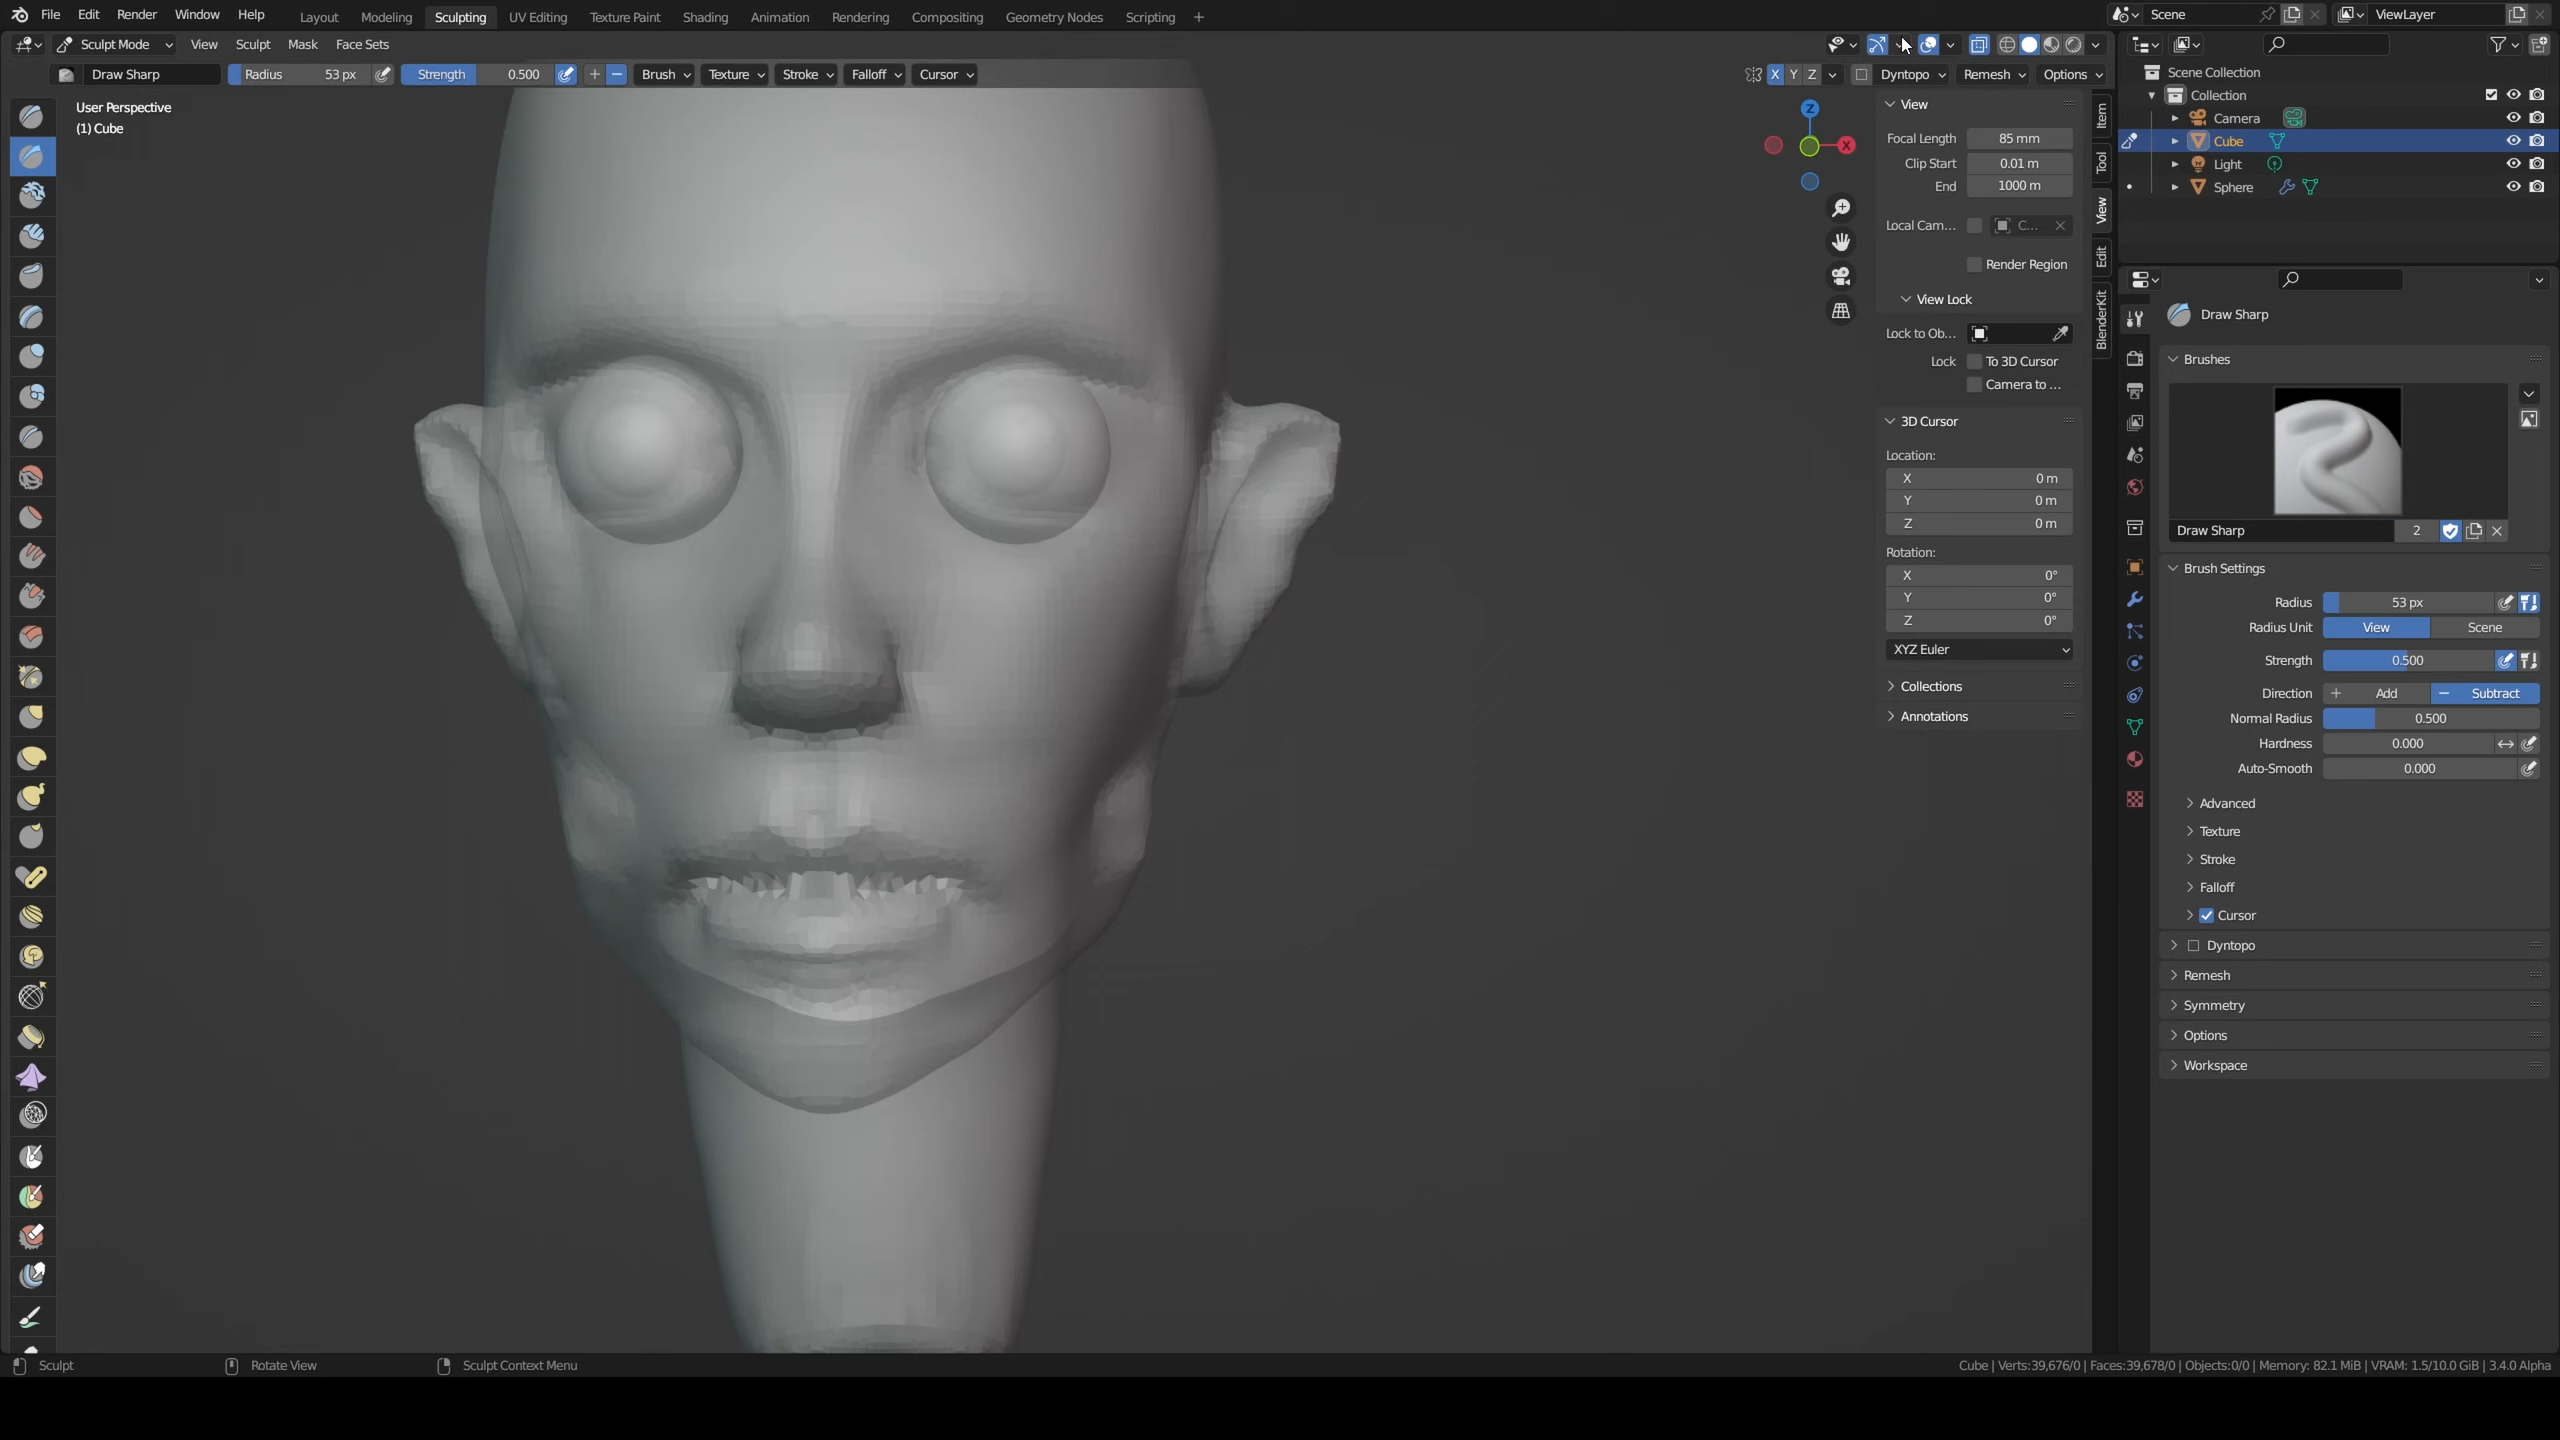 File Edit Render Window Help Layout Modeling Sculpting UV Editing Texture Paint Shading Animation Rendering Compositing Geometry Nodes Scripting + Scene ViewLayer
Sculpt Mode View Sculpt Mask Face Sets
Draw Sharp Radius 53 px Strength 0.500 Brush Texture Stroke Falloff Cursor X Y Z Dyntopo Remesh Options
User Perspective
(1) Cube
Z
X
View
Focal Length 85 mm
Clip Start 0.01 m
End 1000 m
Local Cam... C...
Render Region
View Lock
Lock to Ob...
Lock To 3D Cursor
Camera to ...
3D Cursor
Location:
X 0 m
Y 0 m
Z 0 m
Rotation:
X 0°
Y 0°
Z 0°
XYZ Euler
Collections
Annotations
Item
Tool
View
Edit
BlenderKit
Scene Collection
Collection
Camera
Cube
Light
Sphere
Draw Sharp
Brushes
Draw Sharp 2
Brush Settings
Radius 53 px
Radius Unit View Scene
Strength 0.500
Direction + Add − Subtract
Normal Radius 0.500
Hardness 0.000
Auto-Smooth 0.000
Advanced
Texture
Stroke
Falloff
Cursor
Dyntopo
Remesh
Symmetry
Options
Workspace
Sculpt Rotate View Sculpt Context Menu Cube | Verts:39,676/0 | Faces:39,678/0 | Objects:0/0 | Memory: 82.1 MiB | VRAM: 1.5/10.0 GiB | 3.4.0 Alpha